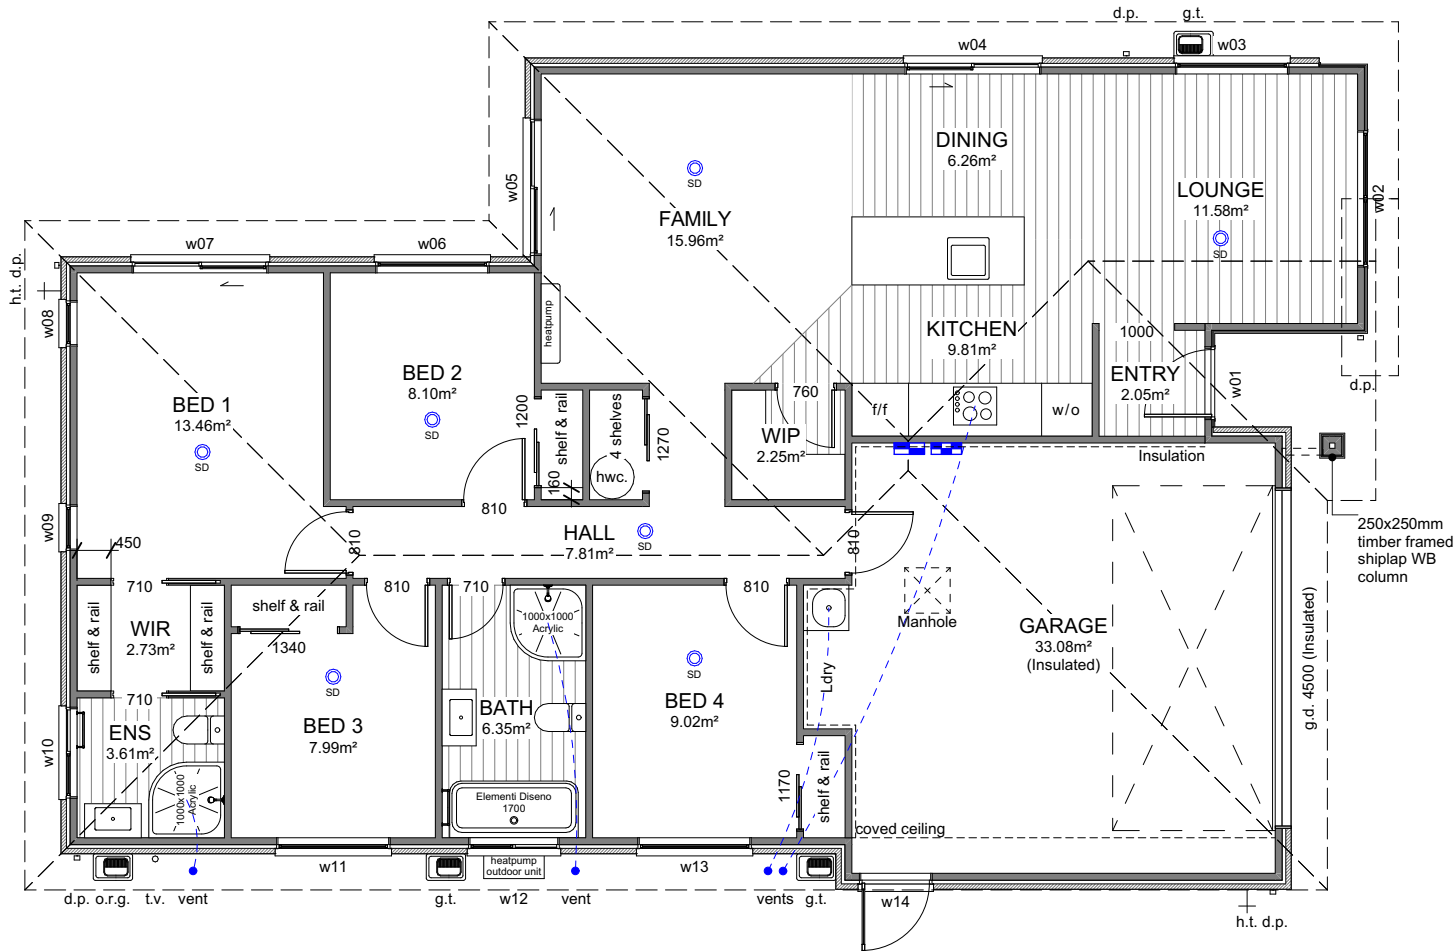 d.p.
g.t.
w04
w03
DINING
6.26m²
SD
w05
FAMILY
15.96m²
LOUNGE
11.58m²
SD
w02
w07
w06
h.t. d.p.
w08
heatpump
KITCHEN
9.81m²
1000
ENTRY
2.05m²
w01
d.p.
BED 1
13.46m²
SD
BED 2
8.10m²
SD
1200
shelf & rail
160
4 shelves
hwc.
1270
760
WIP
2.25m²
f/f
w/o
Insulation
250x250mm
timber framed
shiplap WB
column
w09
450
810
810
HALL
7.81m²
SD
810
710
810
710
810
shelf & rail
WIR
2.73m²
shelf & rail
shelf & rail
1340
1000x1000
Acrylic
Manhole
GARAGE
33.08m²
(Insulated)
g.d. 4500 (Insulated)
Ldry
710
SD
SD
w10
ENS
3.61m²
BED 3
7.99m²
BATH
6.35m²
BED 4
9.02m²
1000x1000
Acrylic
Elementi Diseno
1700
1170
shelf & rail
coved ceiling
w11
heatpump
outdoor unit
w13
d.p.
o.r.g.
t.v.
vent
g.t.
w12
vent
vents
g.t.
w14
h.t. d.p.